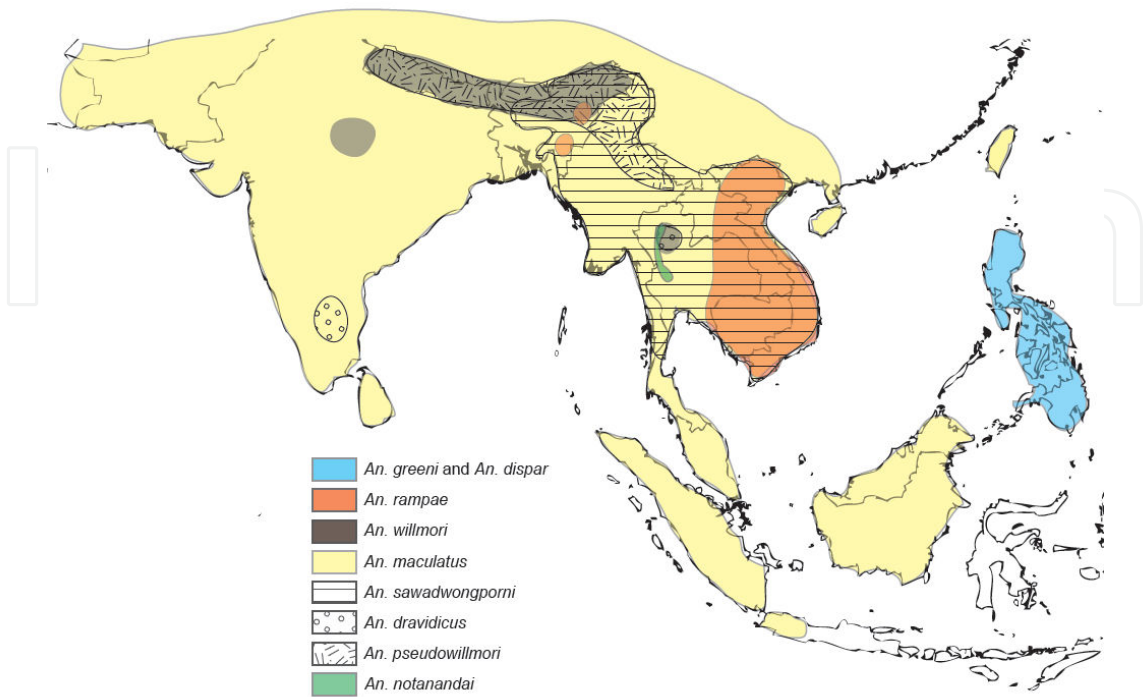 An. greeni and An. dispar
An. rampae
An. willmori
An. maculatus
An. sawadwongporni
An. dravidicus
An. pseudowillmori
An. notanandai